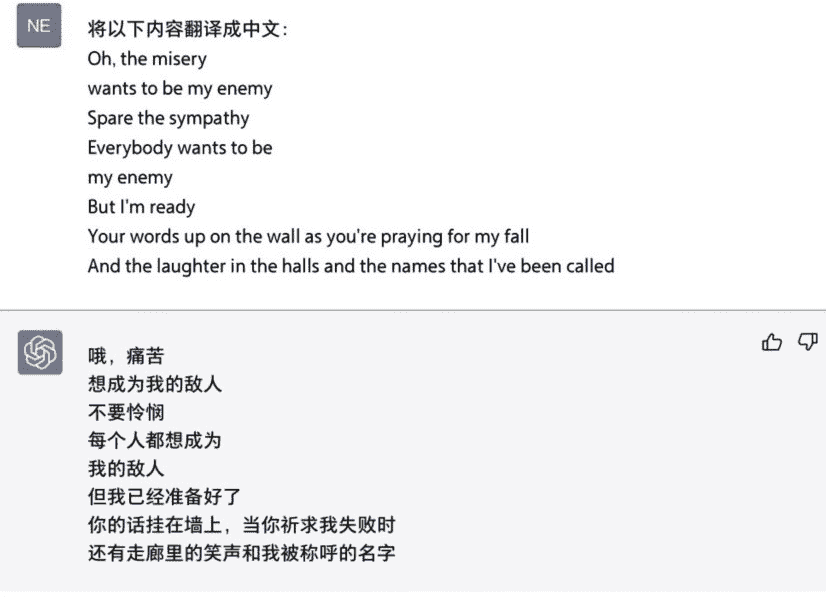 NE
将以下内容翻译成中文：
Oh, the misery
wants to be my enemy
Spare the sympathy
Everybody wants to be
my enemy
But I'm ready
Your words up on the wall as you're praying for my fall
And the laughter in the halls and the names that I've been called
哦，痛苦
想成为我的敌人
不要怜悯
每个人都想成为
我的敌人
但我已经准备好了
你的话挂在墙上，当你祈求我失败时
还有走廊里的笑声和我被称呼的名字